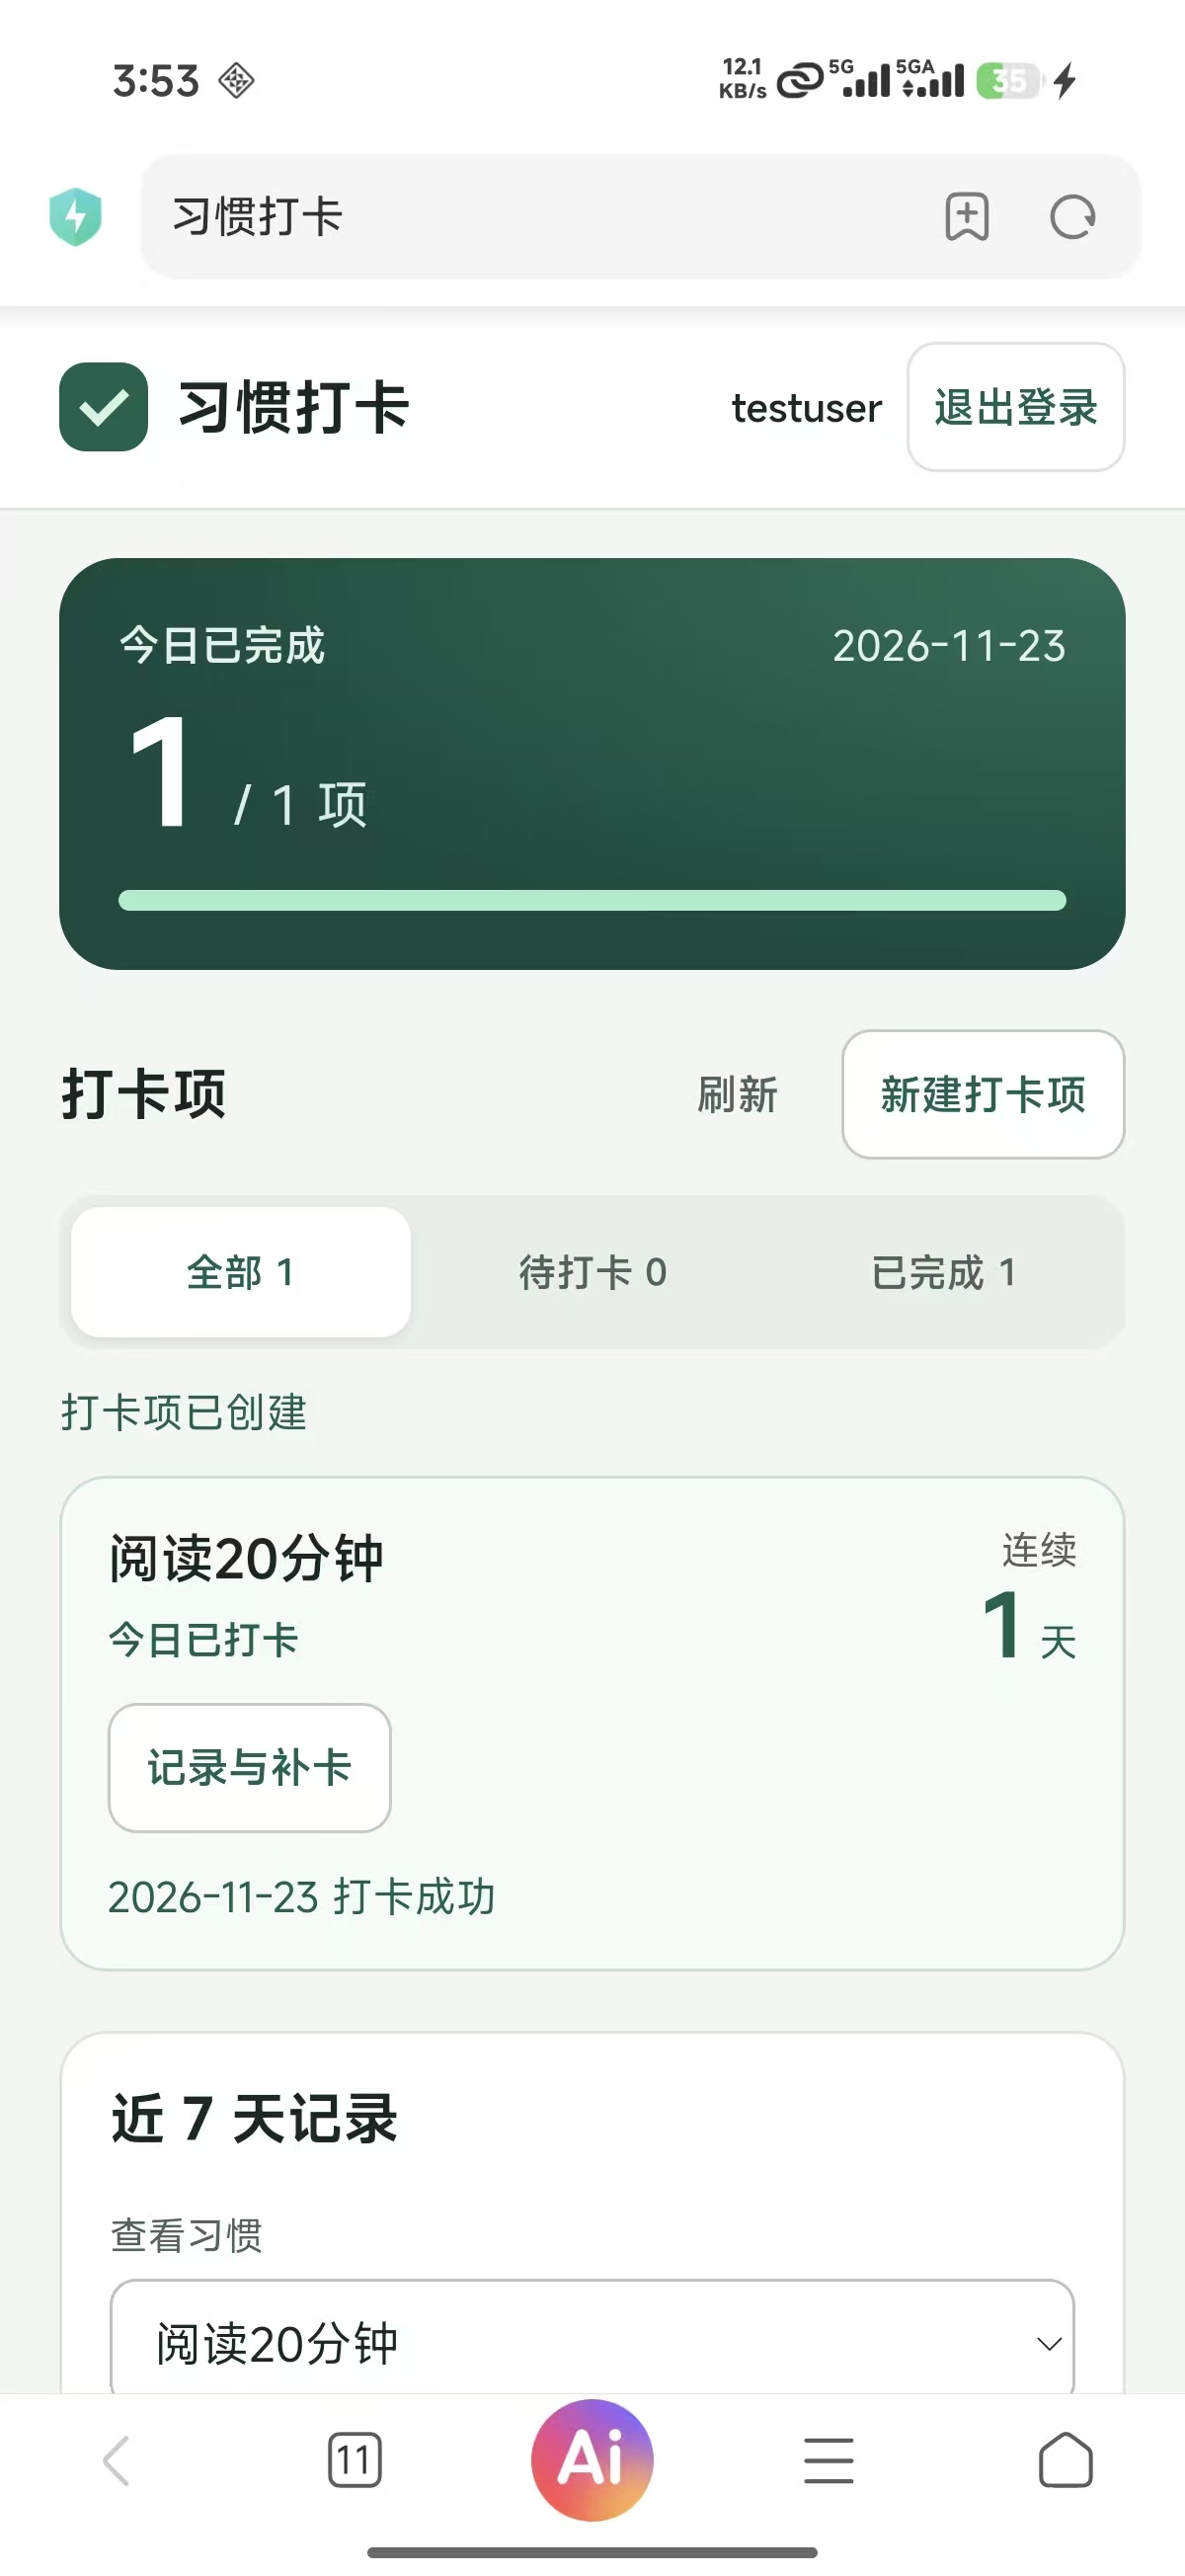 3:53
12.1
KB/s
5G
5GA
35
习惯打卡
习惯打卡
testuser
退出登录
今日已完成
2026-11-23
1 / 1 项
打卡项
刷新
新建打卡项
全部 1
待打卡 0
已完成 1
打卡项已创建
阅读20分钟
连续
今日已打卡
1 天
记录与补卡
2026-11-23 打卡成功
近 7 天记录
查看习惯
阅读20分钟
11
Ai